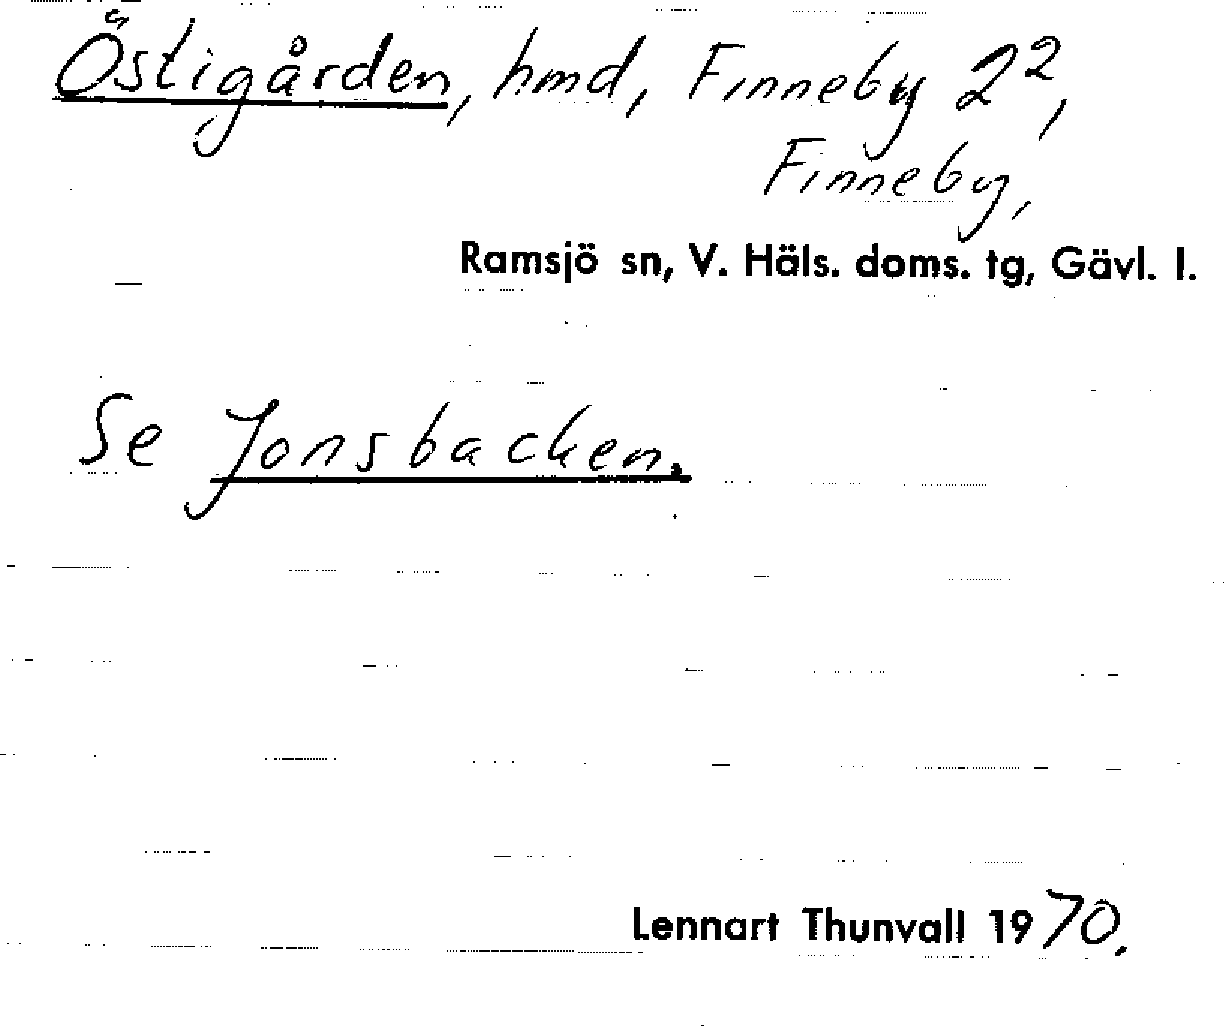 Östigården, hmd, Finneby 2²,
Finneby,
Ramsjö sn, V. Häls. doms. tg, Gävl. l.
Se Jonsbacken.
Lennart Thunvall 1970.